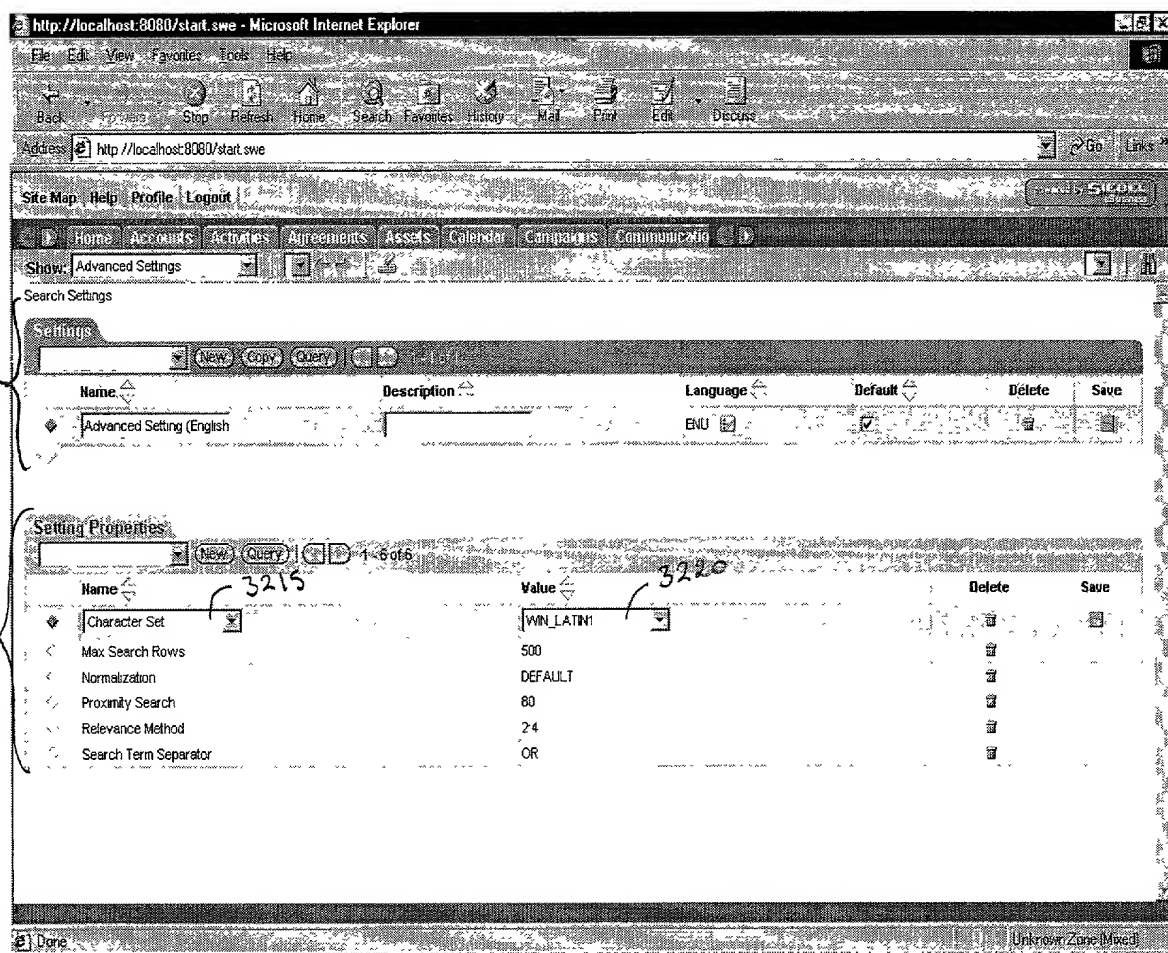 http://localhost:8080/start.swe - Microsoft Internet Explorer
File Edit View Favorites Tools Help
Back Forward Stop Refresh Home Search Favorites History Mail Print Edit Discuss
Address http://localhost:8080/start.swe Go Links »
Site Map Help Profile Logout SIEBEL
Home Accounts Activities Agreements Assets Calendar Campaigns Communicatio
Show: Advanced Settings
Search Settings
Settings
New Copy Query
Name Description Language Default Delete Save
Advanced Setting (English ENU
Setting Properties
New Query 1 - 6 of 6
3215 3220
Name Value Delete Save
Character Set WIN_LATIN1
Max Search Rows 500
Normalization DEFAULT
Proximity Search 80
Relevance Method 2:4
Search Term Separator OR
Done Unknown Zone (Mixed)